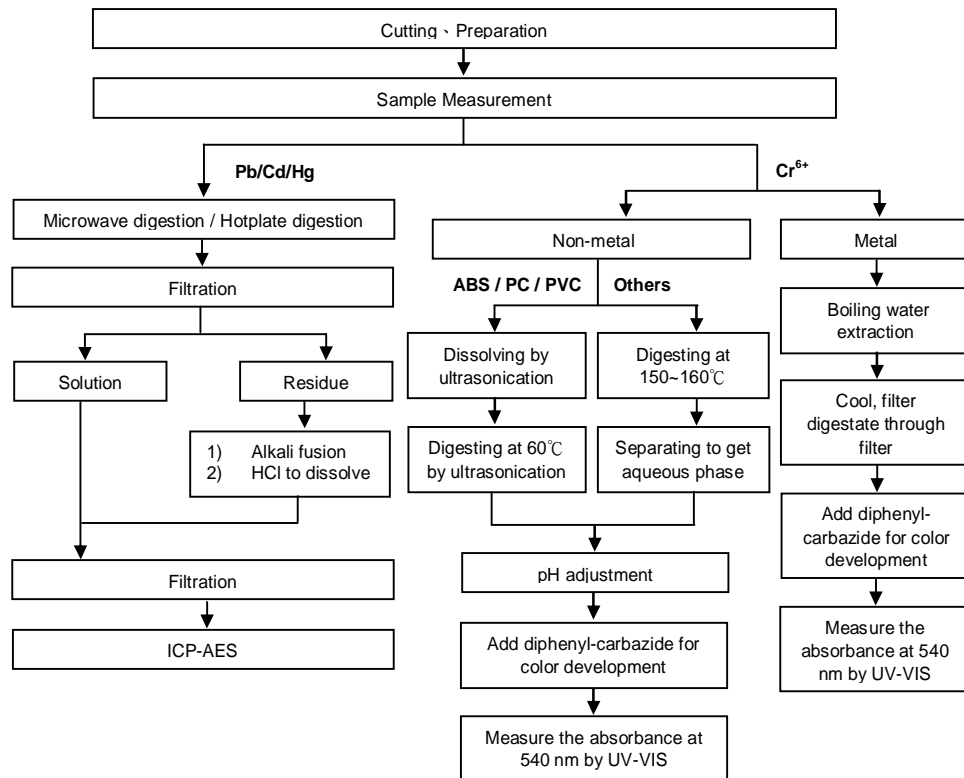 Cutting、Preparation
Sample Measurement
Pb/Cd/Hg
Cr6+
Microwave digestion / Hotplate digestion
Non-metal
Metal
Filtration
ABS / PC / PVC
Others
Boiling water
extraction
Solution
Residue
Dissolving by
ultrasonication
Digesting at
150~160℃
Cool, filter
digestate through
filter
1) Alkali fusion
2) HCl to dissolve
Digesting at 60℃
by ultrasonication
Separating to get
aqueous phase
Add diphenyl-
carbazide for color
development
Filtration
pH adjustment
ICP-AES
Add diphenyl-carbazide for
color development
Measure the
absorbance at 540
nm by UV-VIS
Measure the absorbance at
540 nm by UV-VIS